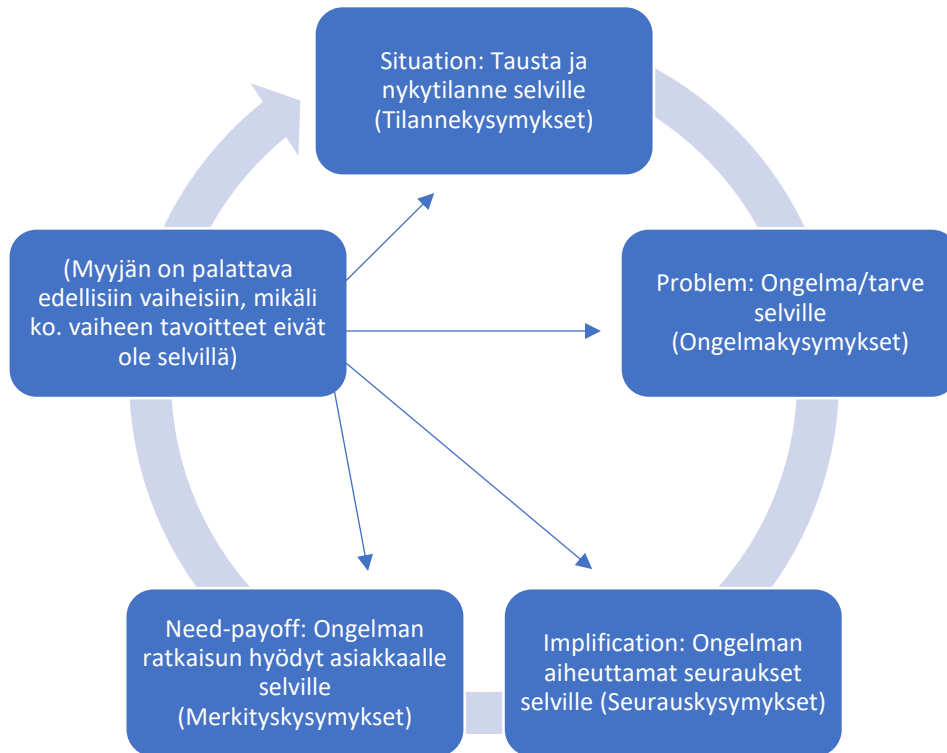 Situation: Tausta ja
nykytilanne selville
(Tilannekysymykset)
Problem: Ongelma/tarve
selville
(Ongelmakysymykset)
Implification: Ongelman
aiheuttamat seuraukset
selville (Seurauskysymykset)
Need-payoff: Ongelman
ratkaisun hyödyt asiakkaalle
selville
(Merkityskysymykset)
(Myyjän on palattava
edellisiin vaiheisiin, mikäli
ko. vaiheen tavoitteet eivät
ole selvillä)